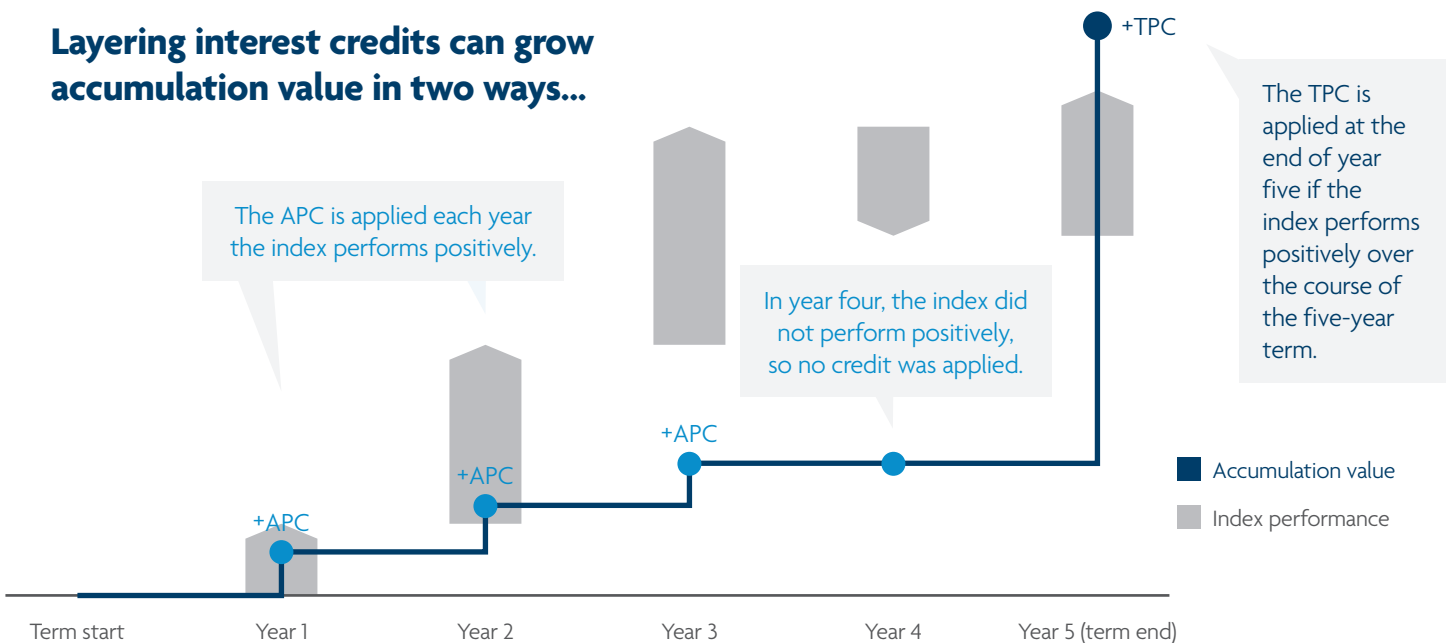 Layering interest credits can grow
accumulation value in two ways...
+TPC
The TPC is
applied at the
end of year
five if the
index performs
positively over
the course of
the five-year
term.
The APC is applied each year
the index performs positively.
In year four, the index did
not perform positively,
so no credit was applied.
+APC
+APC
+APC
Accumulation value
Index performance
Term start
Year 1
Year 2
Year 3
Year 4
Year 5 (term end)